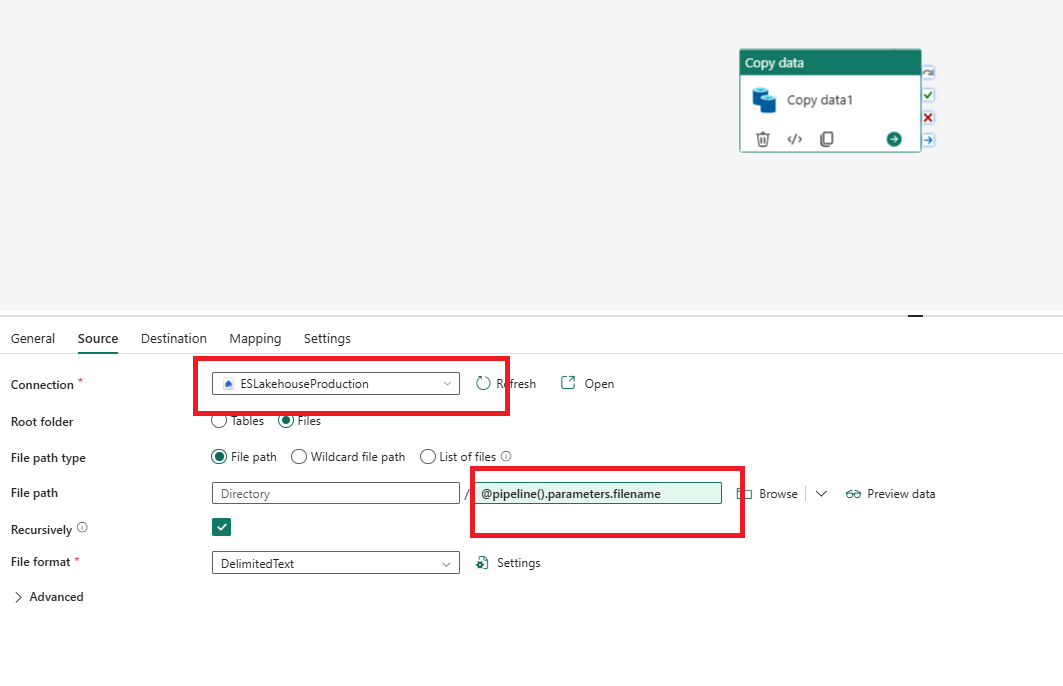 Copy data
Copy data1
General Source Destination Mapping Settings
Connection * ESLakehouseProduction Refresh Open
Root folder Tables Files
File path type File path Wildcard file path List of files
File path Directory / @pipeline().parameters.filename Browse Preview data
Recursively
File format * DelimitedText Settings
Advanced